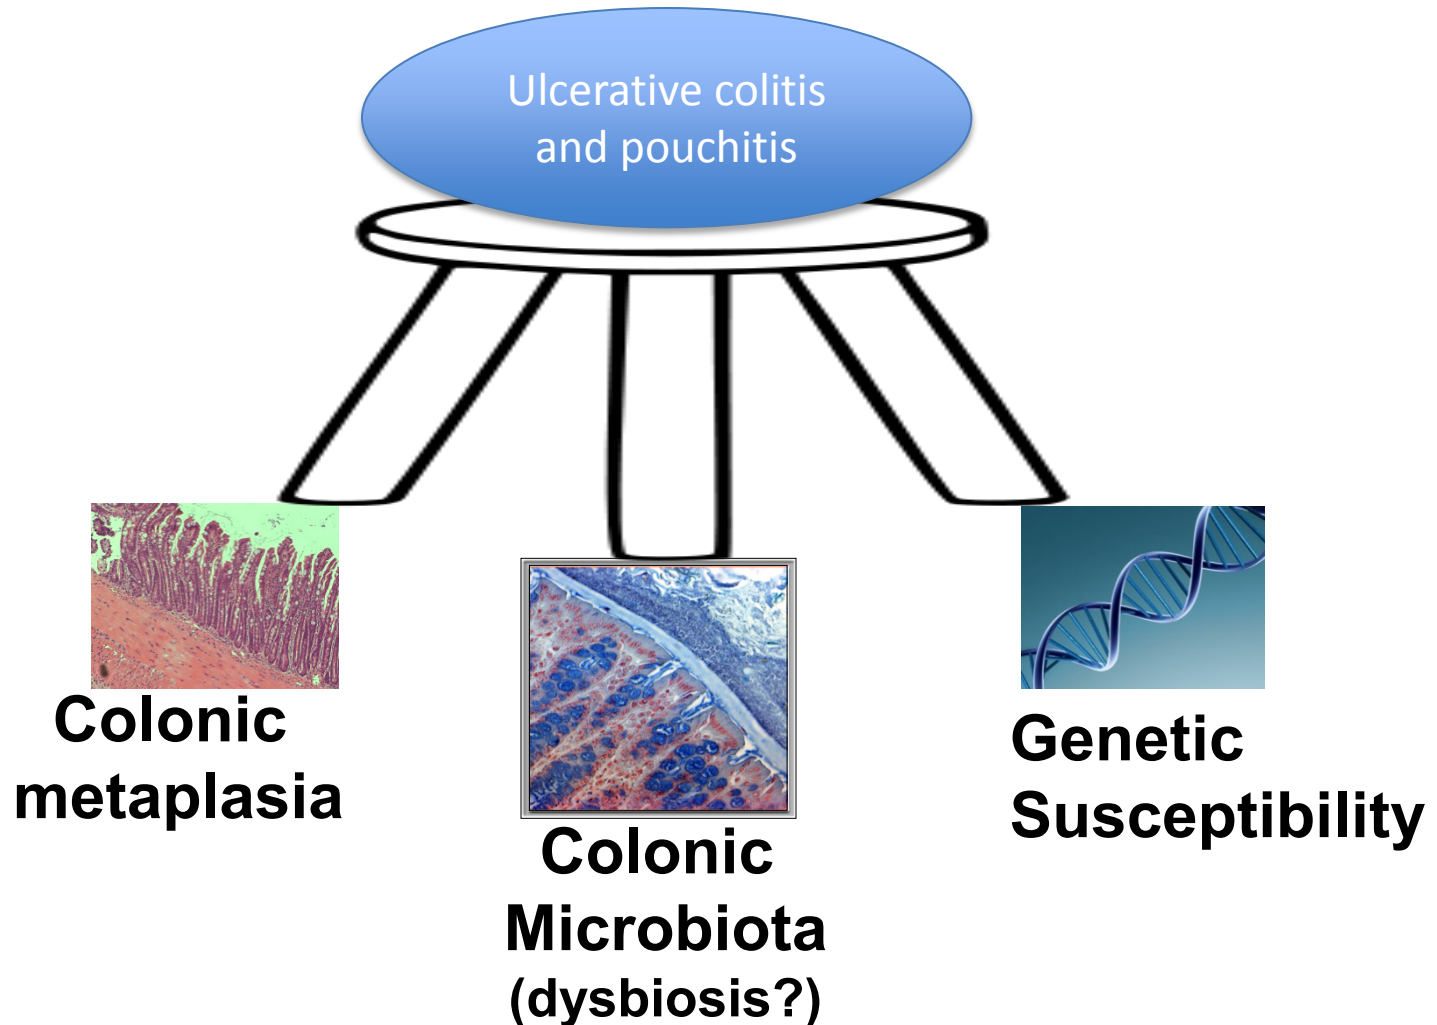 Ulcerative colitis
and pouchitis
Colonic
metaplasia
Colonic
Microbiota
(dysbiosis?)
Genetic
Susceptibility